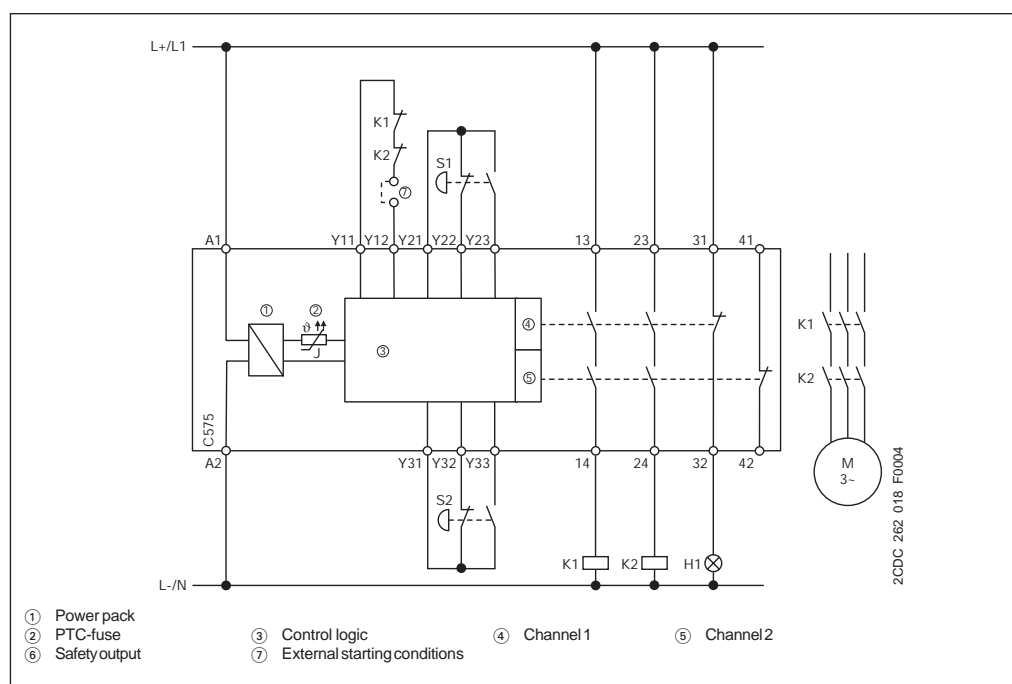 L+/L1
K1
K2
⑦
S1
A1 Y11 Y12 Y21 Y22 Y23 13 23 31 41
① ② ϑ
J
③
④
⑤
C575
K1
K2
M
3~
A2 Y31 Y32 Y33 14 24 32 42
S2
K1 K2 H1
L-/N
2CDC 262 018 F0004
① Power pack
② PTC-fuse ③ Control logic ④ Channel 1 ⑤ Channel 2
⑥ Safety output ⑦ External starting conditions